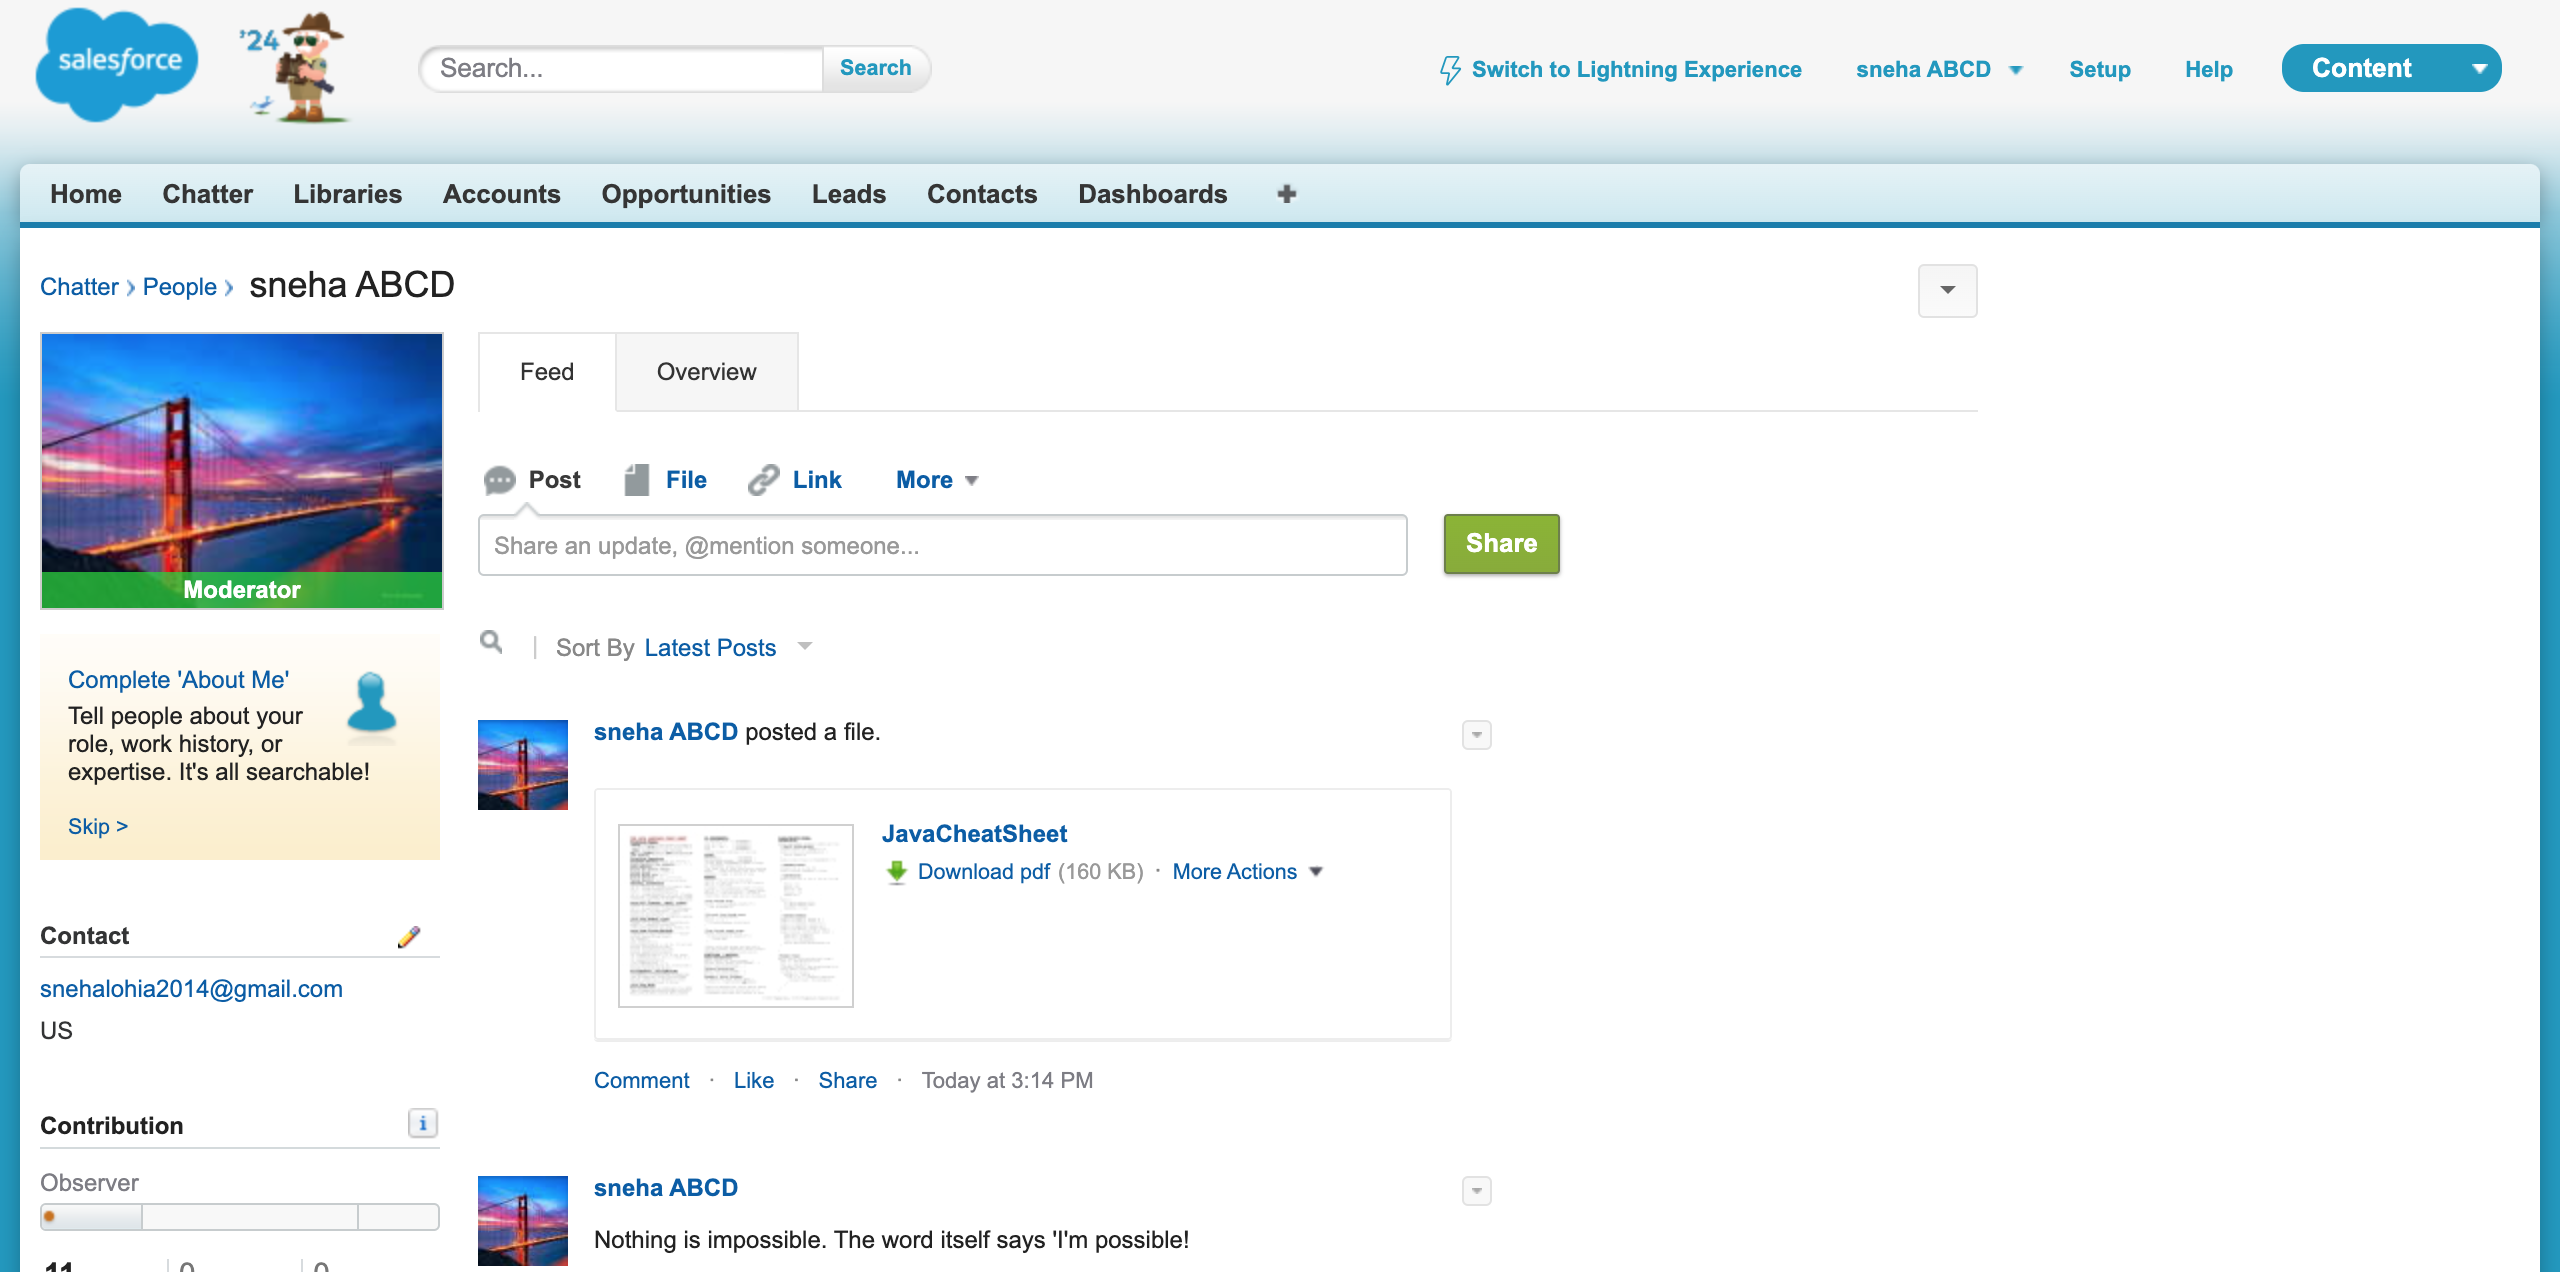 salesforce
'24
Search...
Search
Switch to Lightning Experience
sneha ABCD
Setup
Help
Content
Home
Chatter
Libraries
Accounts
Opportunities
Leads
Contacts
Dashboards
Chatter › People › sneha ABCD
Moderator
Complete 'About Me'
Tell people about your
role, work history, or
expertise. It's all searchable!
Skip >
Contact
snehalohia2014@gmail.com
US
Contribution
Observer
11
0
0
Feed
Overview
Post
File
Link
More
Share an update, @mention someone...
Share
Sort By Latest Posts
sneha ABCD posted a file.
JavaCheatSheet
Download pdf (160 KB) · More Actions
Comment · Like · Share · Today at 3:14 PM
sneha ABCD
Nothing is impossible. The word itself says 'I'm possible!